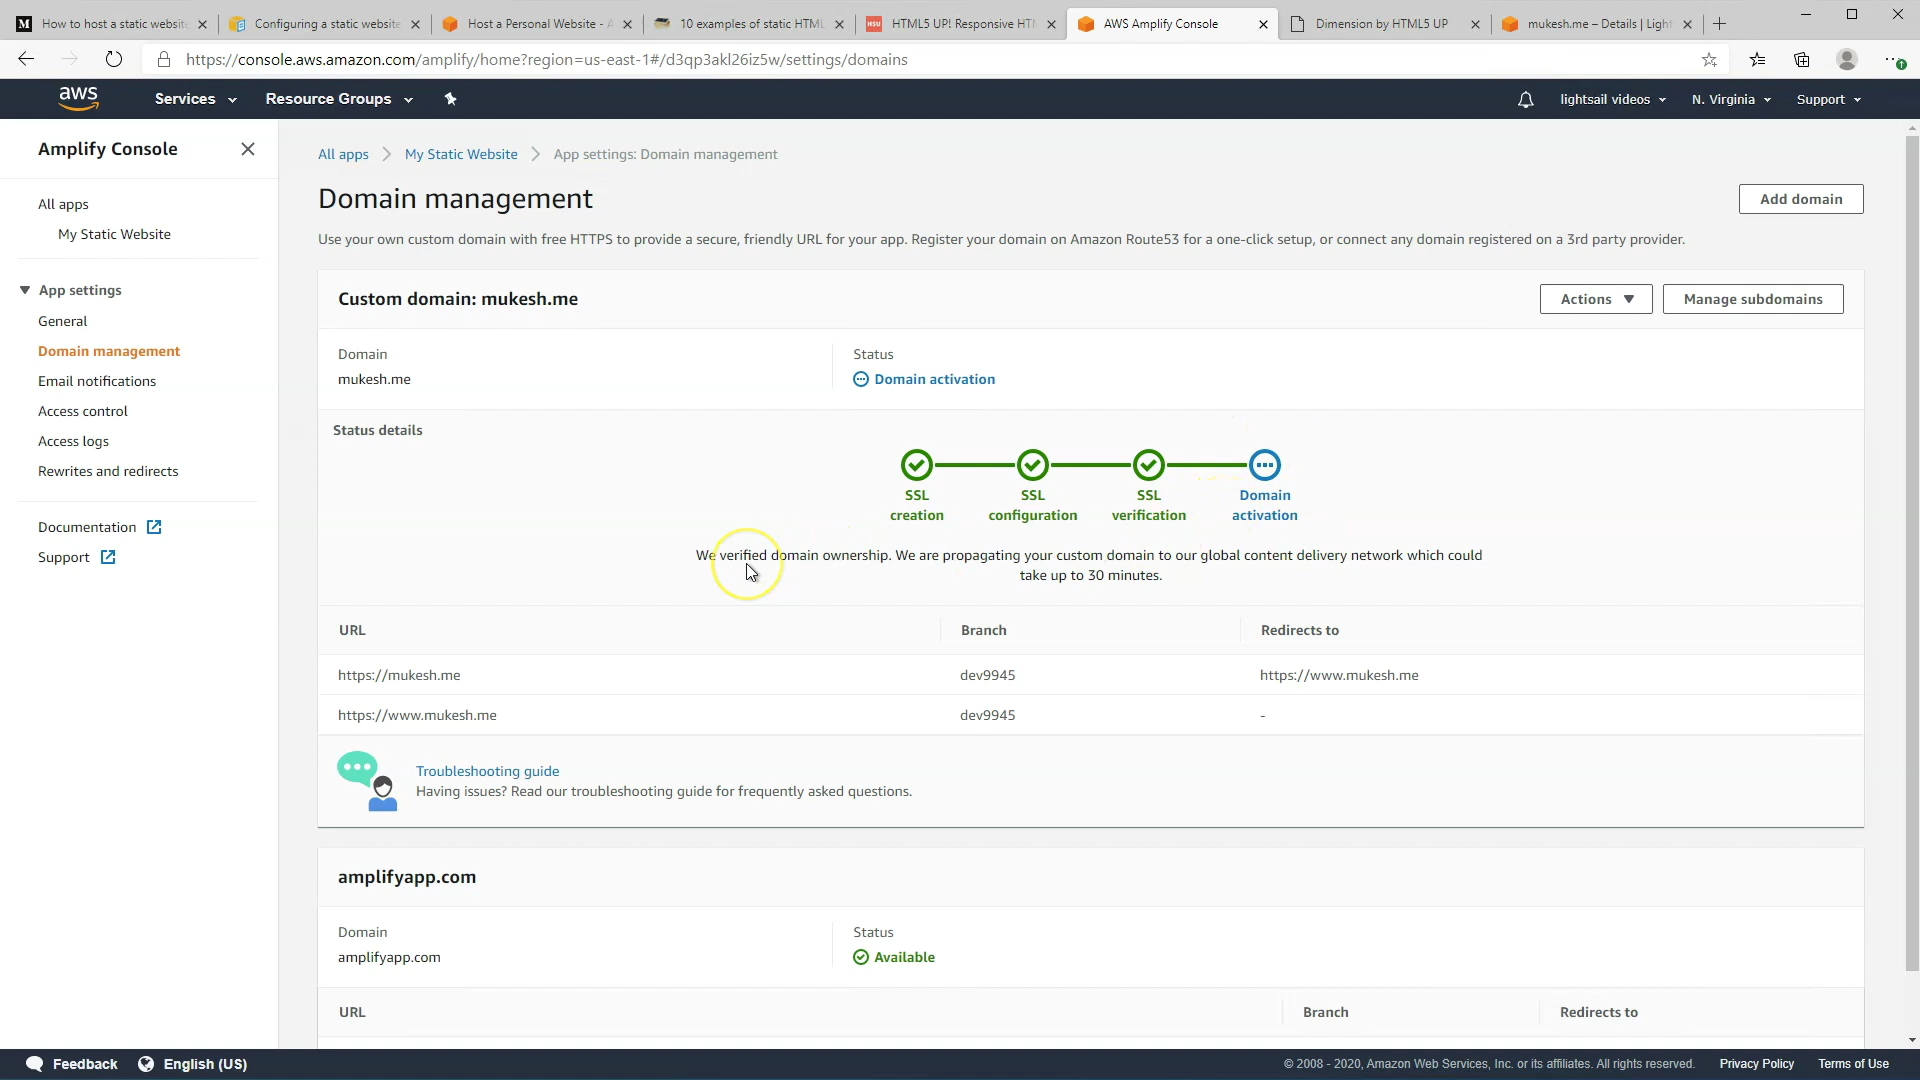 How to host a static websit
Configuring a static website
Host a Personal Website - A
10 examples of static HTML
HTML5 UP! Responsive HTM
AWS Amplify Console
Dimension by HTML5 UP
mukesh.me – Details | Light
https://console.aws.amazon.com/amplify/home?region=us-east-1#/d3qp3akl26iz5w/settings/domains
aws
Services
Resource Groups
lightsail videos
N. Virginia
Support
Amplify Console
All apps
My Static Website
App settings
General
Domain management
Email notifications
Access control
Access logs
Rewrites and redirects
Documentation
Support
All apps
My Static Website
App settings: Domain management
Domain management
Add domain
Use your own custom domain with free HTTPS to provide a secure, friendly URL for your app. Register your domain on Amazon Route53 for a one-click setup, or connect any domain registered on a 3rd party provider.
Custom domain: mukesh.me
Actions
Manage subdomains
Domain
mukesh.me
Status
Domain activation
Status details
SSL
creation
SSL
configuration
SSL
verification
Domain
activation
We verified domain ownership. We are propagating your custom domain to our global content delivery network which could
take up to 30 minutes.
URL
Branch
Redirects to
https://mukesh.me
dev9945
https://www.mukesh.me
https://www.mukesh.me
dev9945
-
Troubleshooting guide
Having issues? Read our troubleshooting guide for frequently asked questions.
amplifyapp.com
Domain
amplifyapp.com
Status
Available
URL
Branch
Redirects to
Feedback
English (US)
© 2008 - 2020, Amazon Web Services, Inc. or its affiliates. All rights reserved.
Privacy Policy
Terms of Use